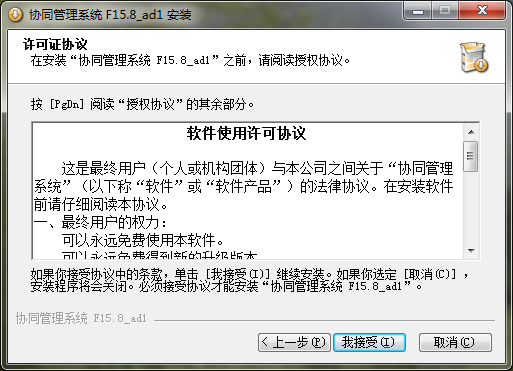 协同管理系统 F15.8_ad1 安装
许可证协议
在安装“协同管理系统 F15.8_ad1”之前,请阅读授权协议。
按 [PgDn] 阅读“授权协议”的其余部分。
软件使用许可协议
这是最终用户（个人或机构团体）与本公司之间关于“协同管理
系统”（以下称“软件”或“软件产品”）的法律协议。在安装软件
前请仔细阅读本协议。
一、最终用户的权力:
可以永远免费使用本软件。
可以永远免费得到新的升级版本
如果你接受协议中的条款，单击 [我接受(I)] 继续安装。如果你选定 [取消(C)] ，
安装程序将会关闭。必须接受协议才能安装“协同管理系统 F15.8_ad1”。
协同管理系统 F15.8_ad1
< 上一步(P) 我接受(I) 取消(C)